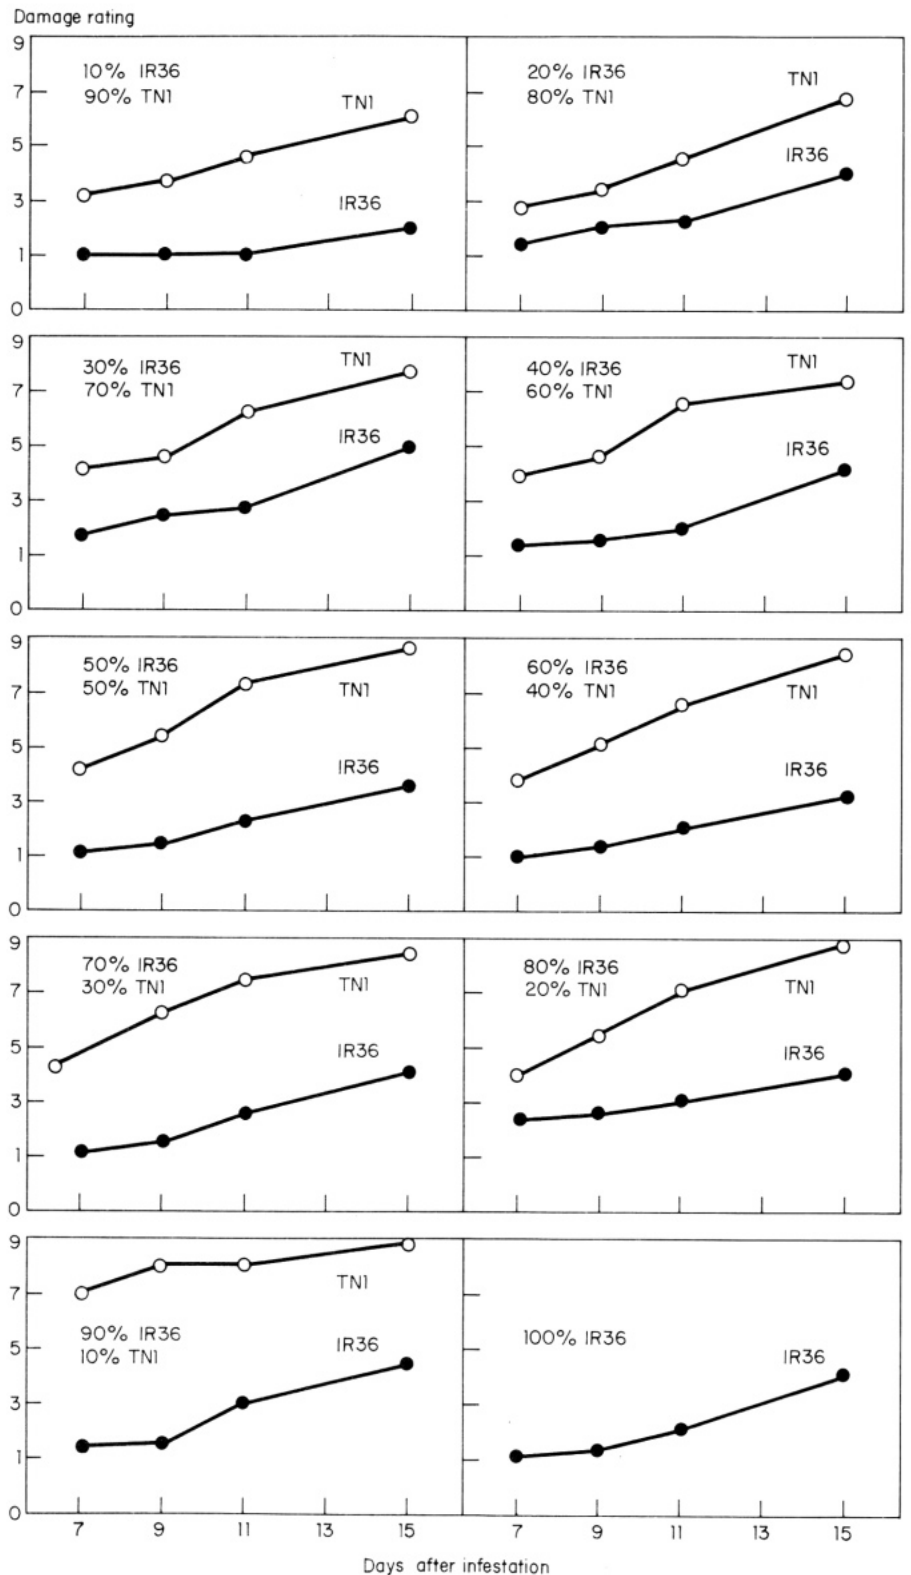 Damage rating
9
7
5
3
1
0
10% IR36
90% TN1
TN1
IR36
20% IR36
80% TN1
TN1
IR36
9
7
5
3
1
0
30% IR36
70% TN1
TN1
IR36
40% IR36
60% TN1
TN1
IR36
9
7
5
3
1
0
50% IR36
50% TN1
TN1
IR36
60% IR36
40% TN1
TN1
IR36
9
7
5
3
1
0
70% IR36
30% TN1
TN1
IR36
80% IR36
20% TN1
TN1
IR36
9
7
5
3
1
0
TN1
90% IR36
10% TN1
IR36
100% IR36
IR36
7 9 11 13 15 7 9 11 13 15
Days after infestation